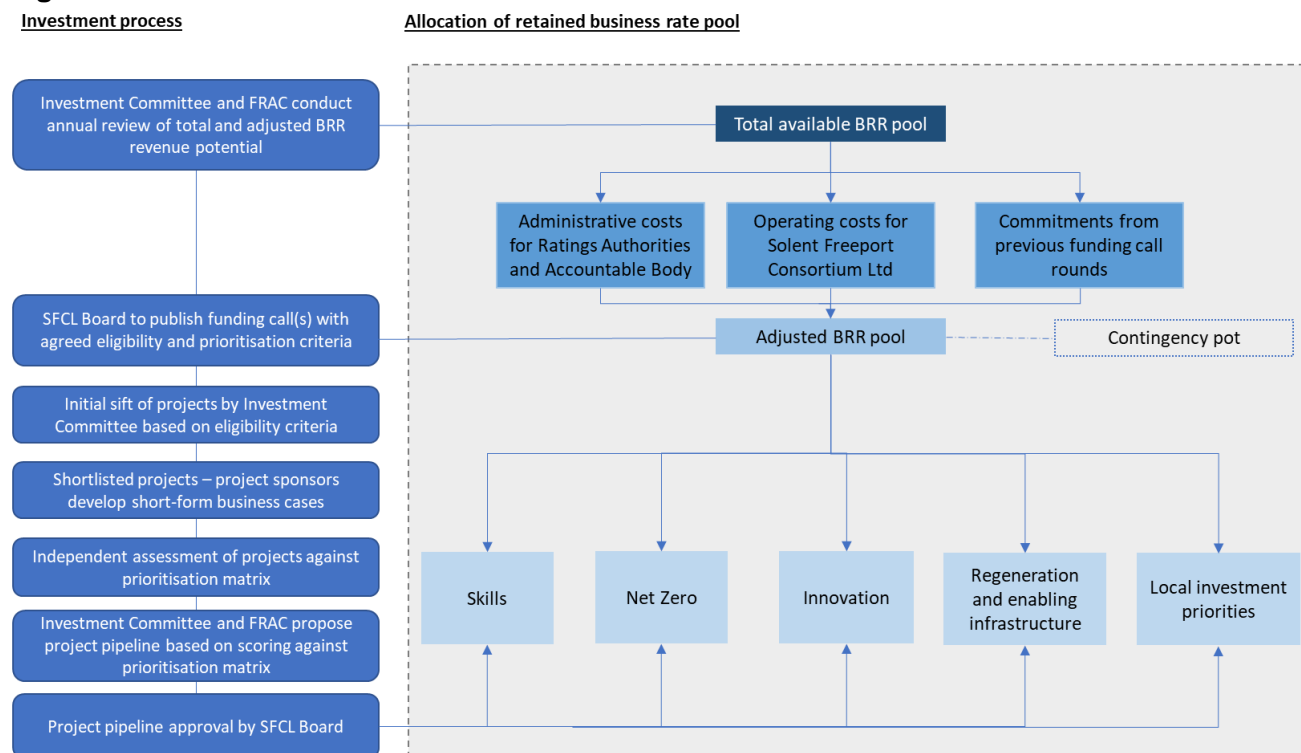 Investment process
Allocation of retained business rate pool
Investment Committee and FRAC conduct
annual review of total and adjusted BRR
revenue potential
Total available BRR pool
Administrative costs
for Ratings Authorities
and Accountable Body
Operating costs for
Solent Freeport
Consortium Ltd
Commitments from
previous funding call
rounds
SFCL Board to publish funding call(s) with
agreed eligibility and prioritisation criteria
Adjusted BRR pool
Contingency pot
Initial sift of projects by Investment
Committee based on eligibility criteria
Shortlisted projects – project sponsors
develop short-form business cases
Independent assessment of projects against
prioritisation matrix
Investment Committee and FRAC propose
project pipeline based on scoring against
prioritisation matrix
Project pipeline approval by SFCL Board
Skills
Net Zero
Innovation
Regeneration
and enabling
infrastructure
Local investment
priorities